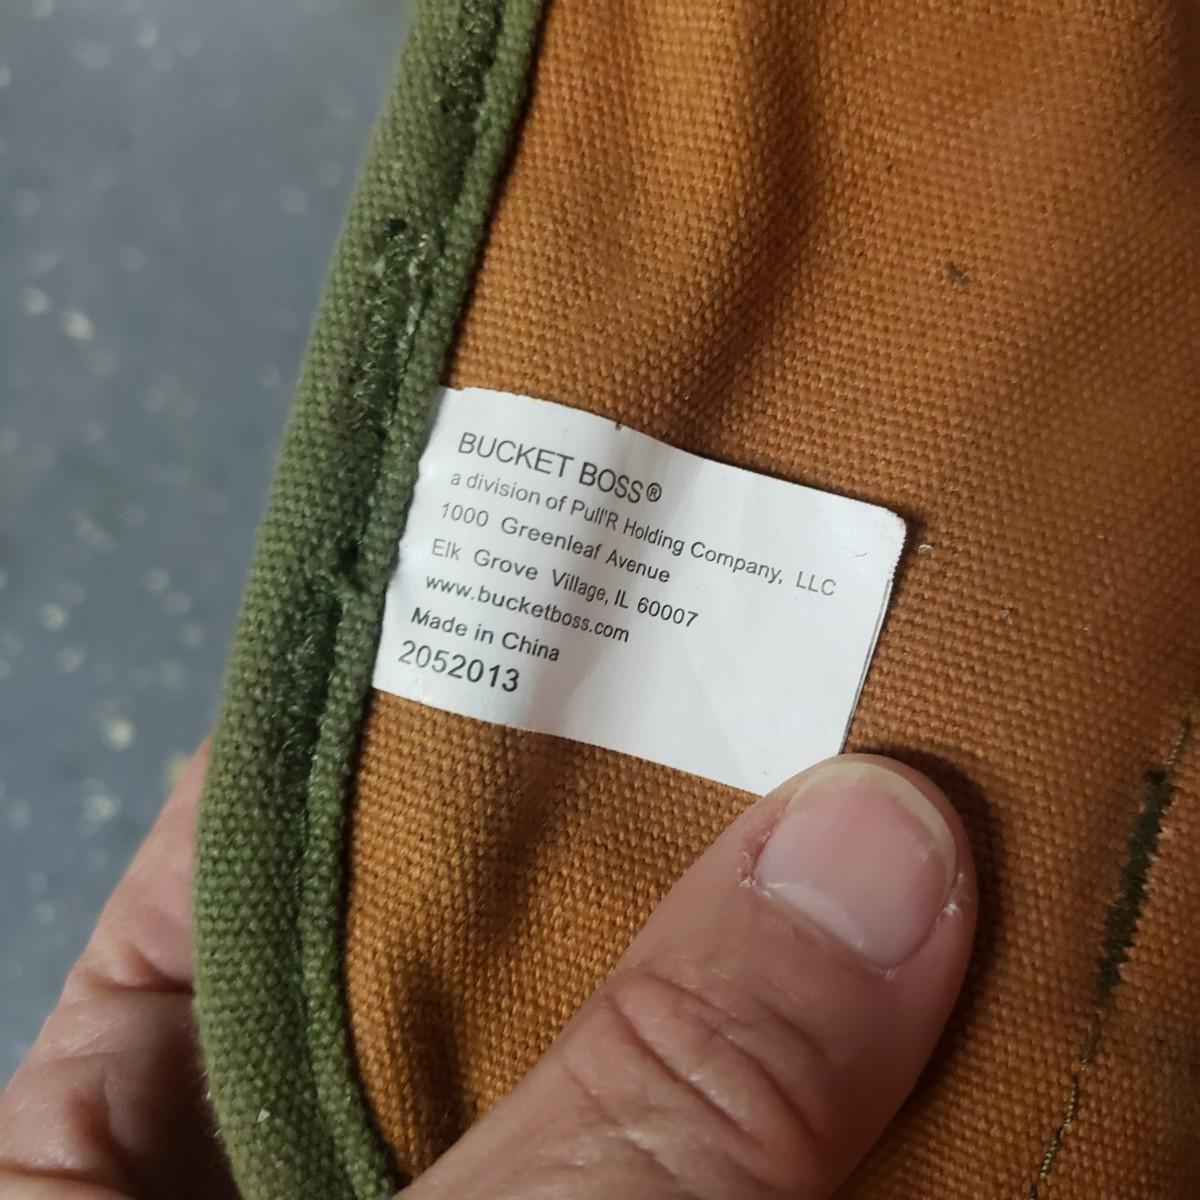 BUCKET BOSS®
a division of Pull'R Holding Company, LLC
1000 Greenleaf Avenue
Elk Grove Village, IL 60007
www.bucketboss.com
Made in China
2052013